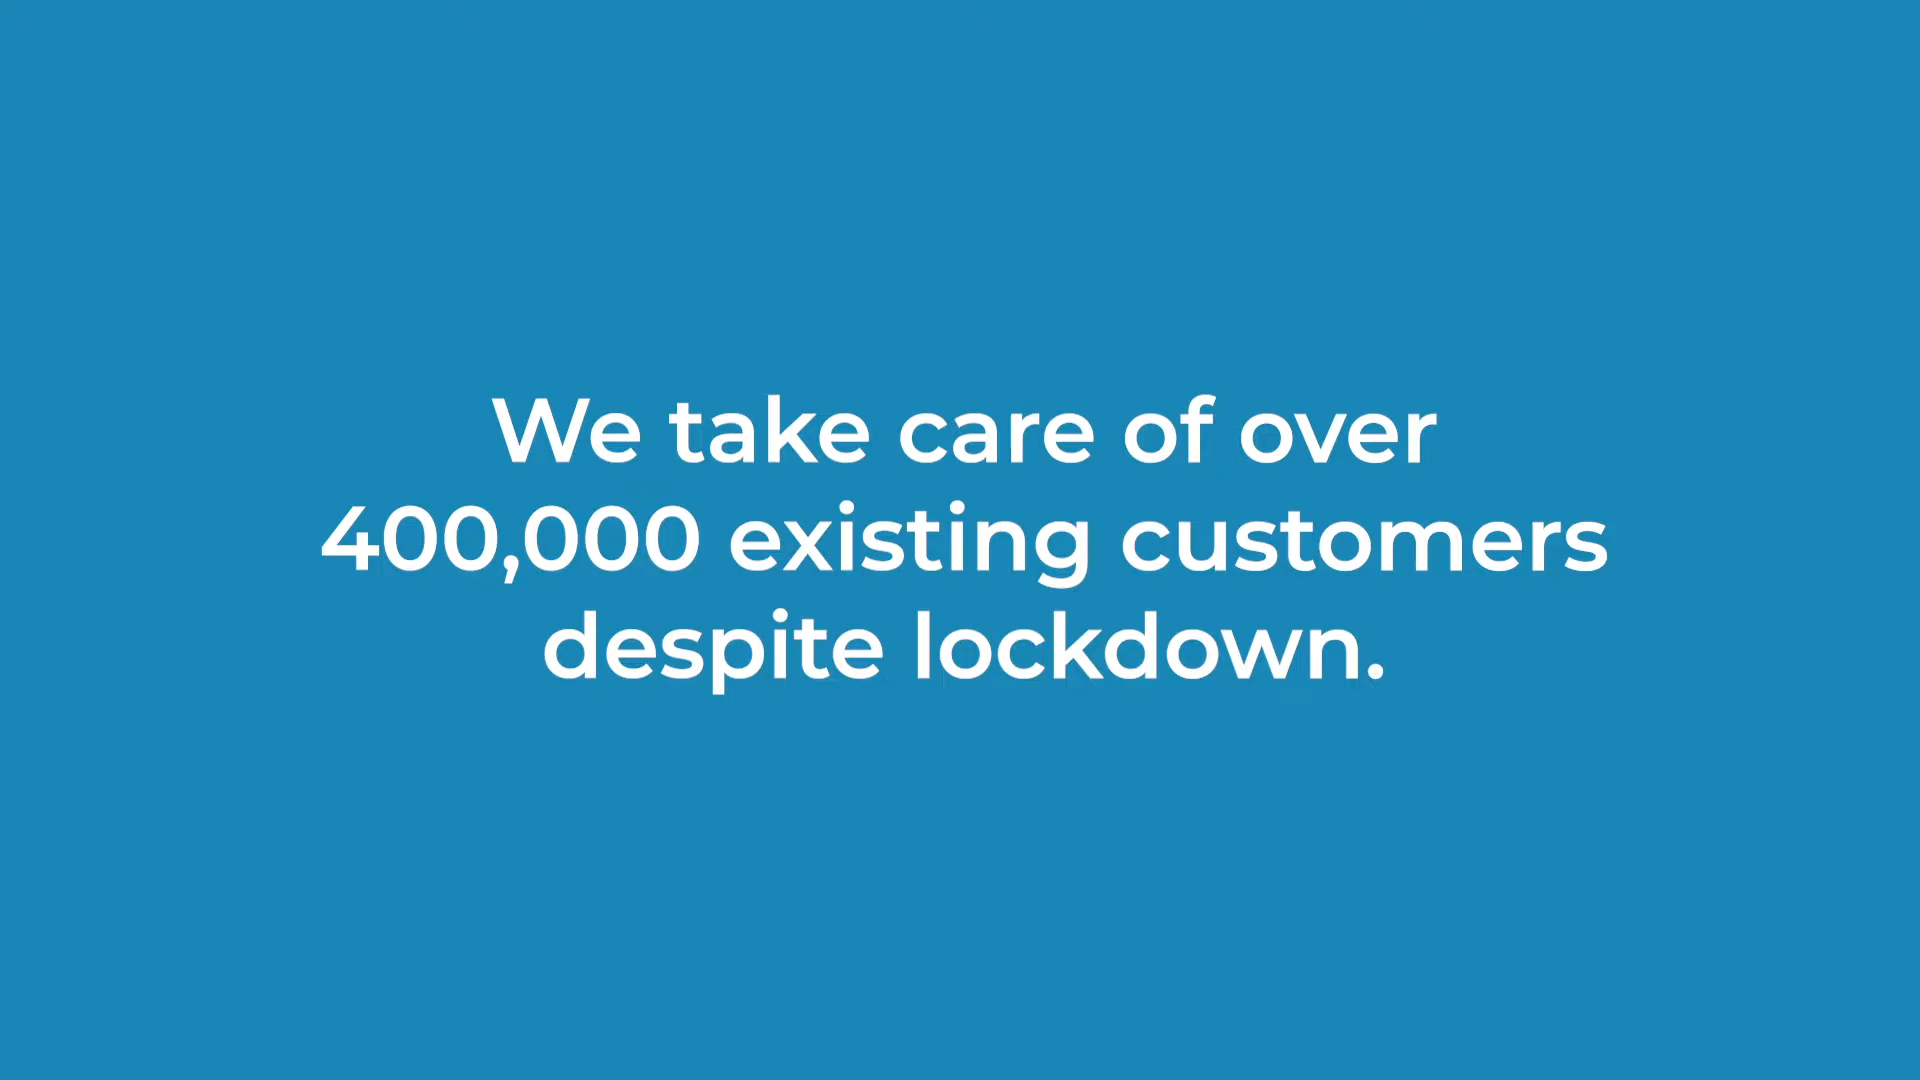 We take care of over
400,000 existing customers
despite lockdown.